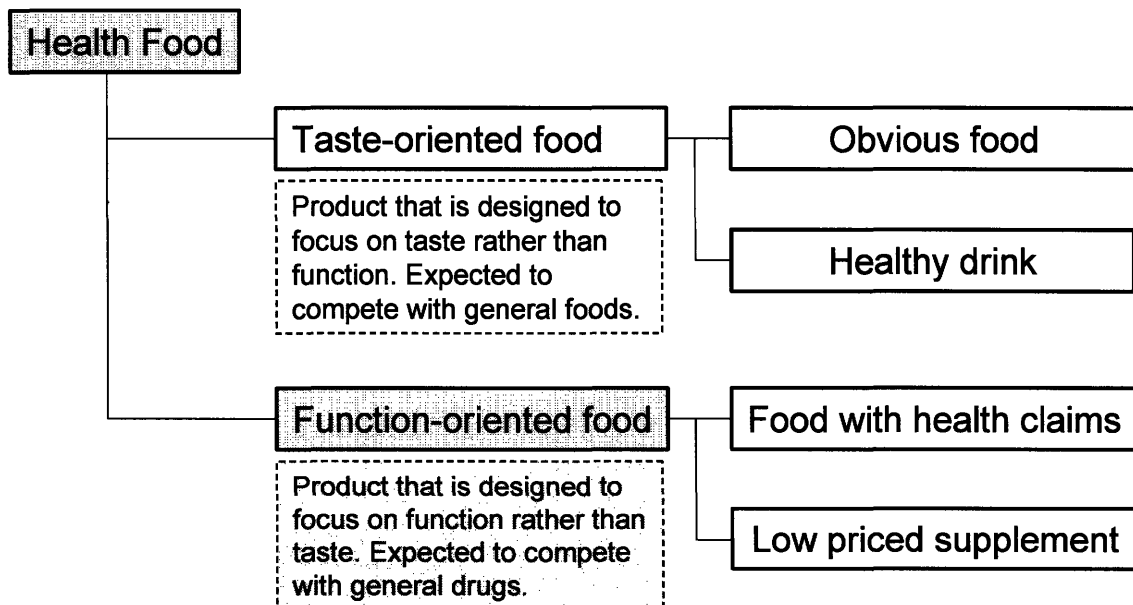 Health Food
Taste-oriented food
Product that is designed to
focus on taste rather than
function. Expected to
compete with general foods.
Obvious food
Healthy drink
Function-oriented food
Product that is designed to
focus on function rather than
taste. Expected to compete
with general drugs.
Food with health claims
Low priced supplement